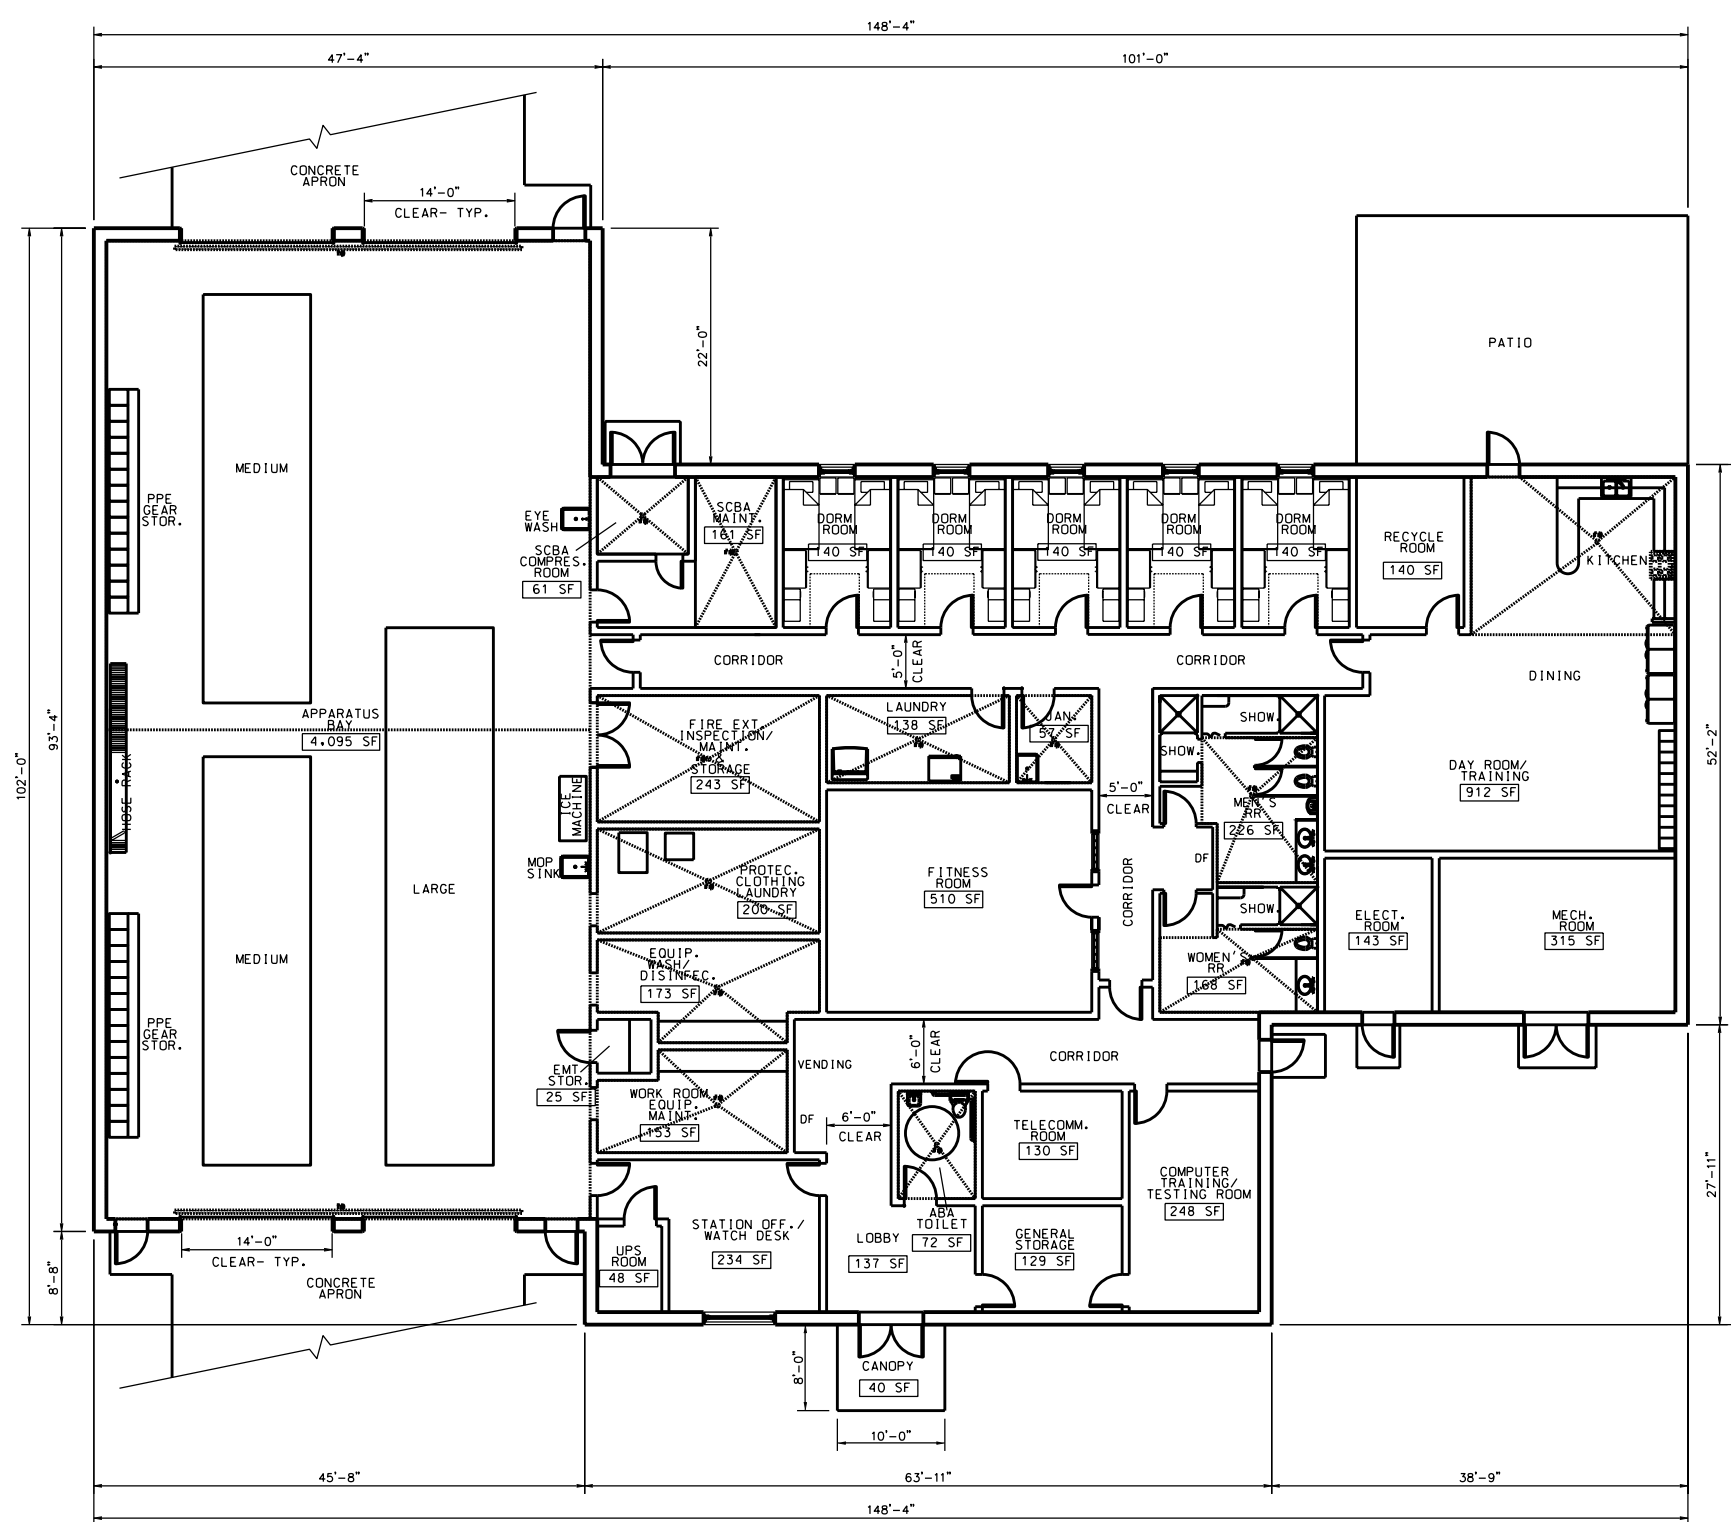 148'-4"
47'-4"
101'-0"
CONCRETE
APRON
14'-0"
CLEAR- TYP.
22'-0"
102'-0"
93'-4"
8'-8"
PATIO
MEDIUM
PPE
GEAR
STOR.
EYE
WASH
SCBA
COMPRES.
ROOM
61 SF
SCBA
MAINT.
161 SF
DORM
ROOM
140 SF
DORM
ROOM
140 SF
DORM
ROOM
140 SF
DORM
ROOM
140 SF
DORM
ROOM
140 SF
RECYCLE
ROOM
140 SF
KITCHEN
52'-2"
CORRIDOR
5'-0"
CLEAR
CORRIDOR
DINING
APPARATUS
BAY
4.095 SF
HOSE RACK
FIRE EXT.
INSPECTION/
MAINT.
STORAGE
243 SF
LAUNDRY
138 SF
JAN.
57 SF
SHOW.
SHOW.
DAY ROOM/
TRAINING
912 SF
ICE
MACHINE
5'-0"
CLEAR
MEN'S
RR
226 SF
MOP
SINK
LARGE
PROTEC.
CLOTHING
LAUNDRY
200 SF
FITNESS
ROOM
510 SF
CORRIDOR
DF
SHOW.
ELECT.
ROOM
143 SF
MECH.
ROOM
315 SF
MEDIUM
EQUIP.
WASH/
DISINFEC.
173 SF
WOMEN'S
RR
168 SF
PPE
GEAR
STOR.
EMT
STOR.
25 SF
VENDING
6'-0"
CLEAR
CORRIDOR
WORK ROOM
EQUIP.
MAINT.
153 SF
DF
6'-0"
CLEAR
TELECOMM.
ROOM
130 SF
COMPUTER
TRAINING/
TESTING ROOM
248 SF
27'-11"
STATION OFF./
WATCH DESK
234 SF
UPS
ROOM
48 SF
LOBBY
137 SF
ABA
TOILET
72 SF
GENERAL
STORAGE
129 SF
14'-0"
CLEAR- TYP.
CONCRETE
APRON
8'-0"
CANOPY
40 SF
10'-0"
45'-8"
63'-11"
38'-9"
148'-4"